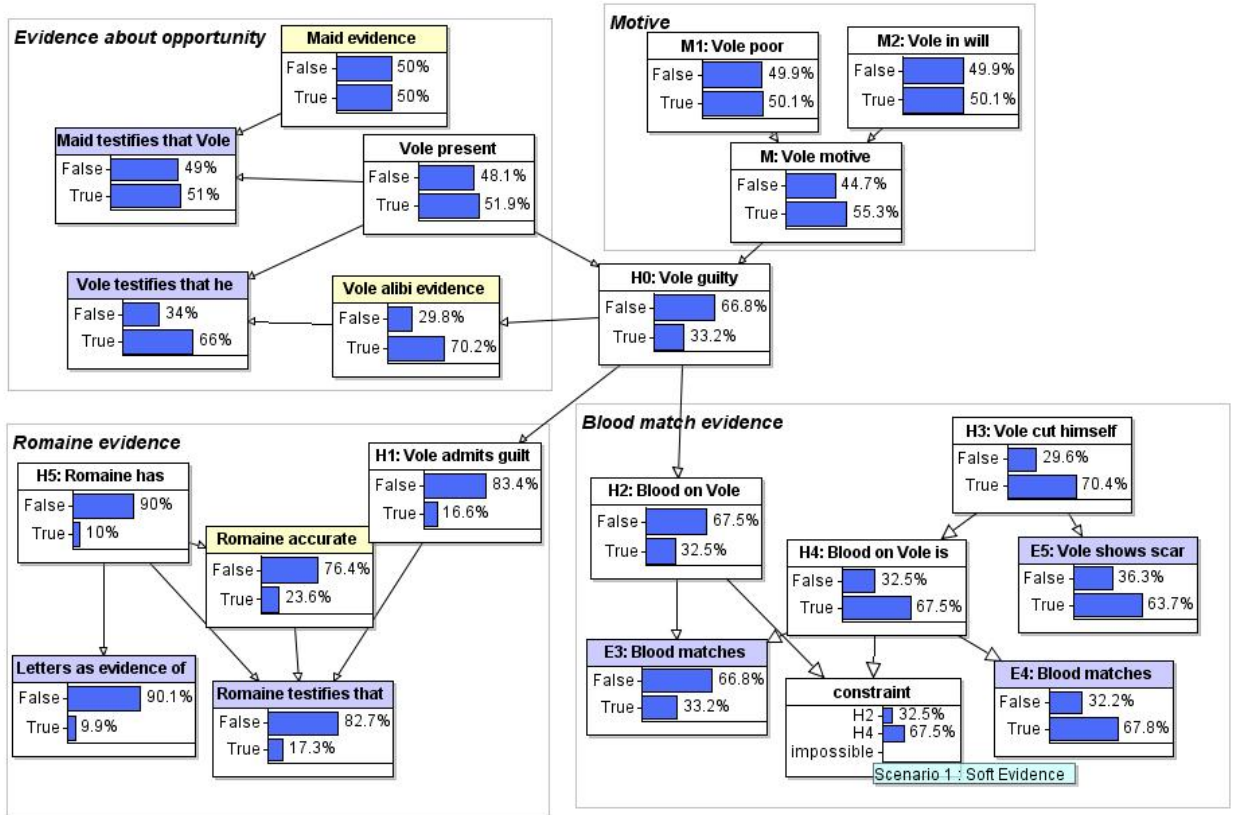 Evidence about opportunity
Maid evidence
False 50%
True 50%
Maid testifies that Vole
False 49%
True 51%
Vole present
False 48.1%
True 51.9%
Vole testifies that he
False 34%
True 66%
Vole alibi evidence
False 29.8%
True 70.2%
Motive
M1: Vole poor
False 49.9%
True 50.1%
M2: Vole in will
False 49.9%
True 50.1%
M: Vole motive
False 44.7%
True 55.3%
H0: Vole guilty
False 66.8%
True 33.2%
Romaine evidence
H5: Romaine has
False 90%
True 10%
H1: Vole admits guilt
False 83.4%
True 16.6%
Romaine accurate
False 76.4%
True 23.6%
Letters as evidence of
False 90.1%
True 9.9%
Romaine testifies that
False 82.7%
True 17.3%
Blood match evidence
H3: Vole cut himself
False 29.6%
True 70.4%
H2: Blood on Vole
False 67.5%
True 32.5%
H4: Blood on Vole is
False 32.5%
True 67.5%
E5: Vole shows scar
False 36.3%
True 63.7%
E3: Blood matches
False 66.8%
True 33.2%
constraint
H2 32.5%
H4 67.5%
impossible
Scenario 1 : Soft Evidence
E4: Blood matches
False 32.2%
True 67.8%